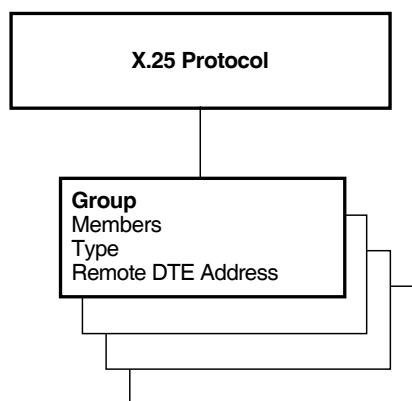 X.25 Protocol
Group
Members
Type
Remote DTE Address